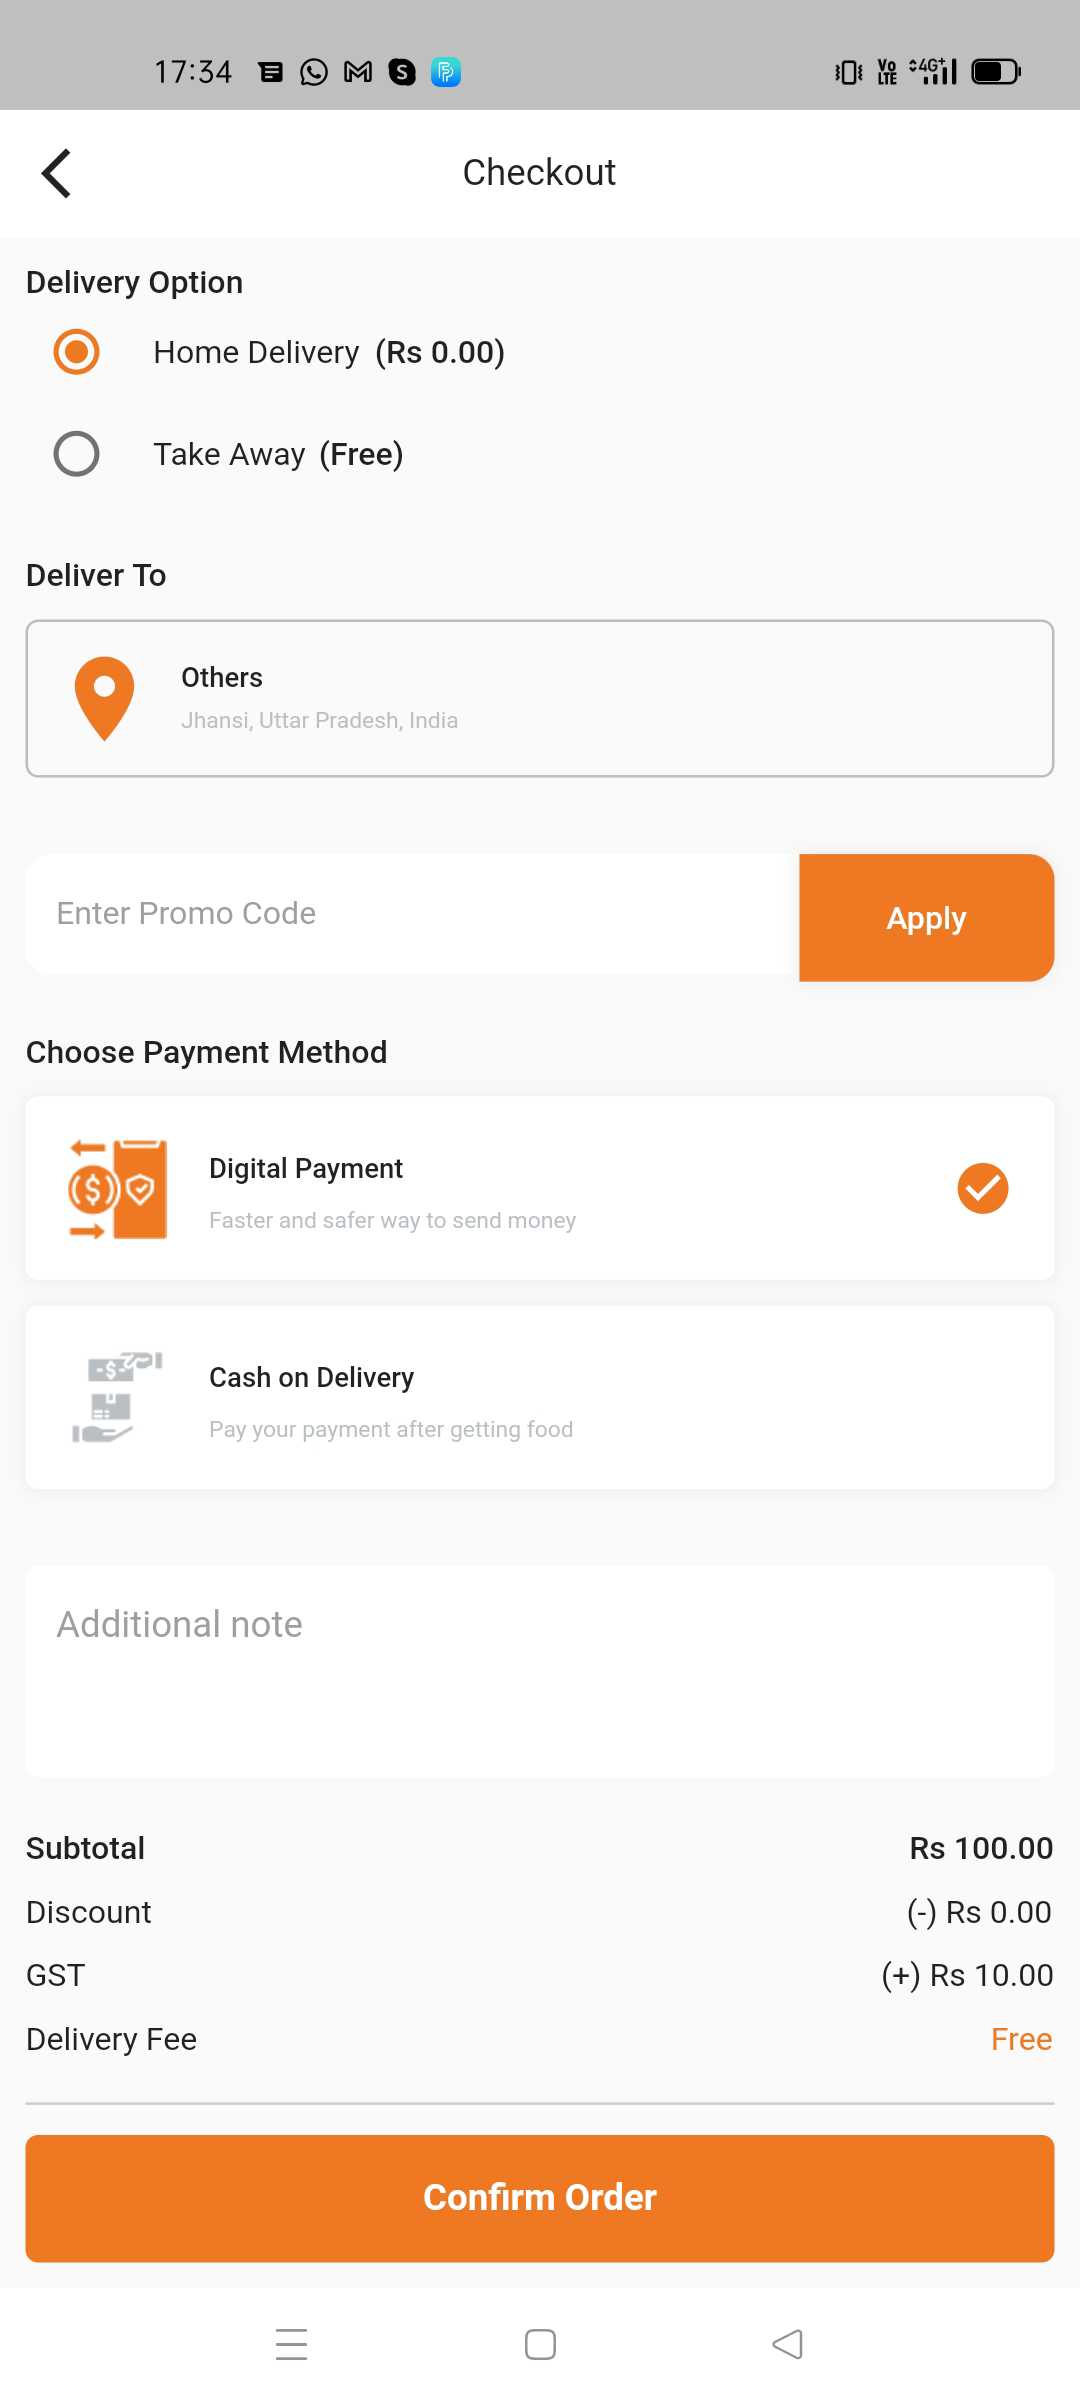 17:34
Vo LTE 4G+
Checkout
Delivery Option
Home Delivery (Rs 0.00)
Take Away (Free)
Deliver To
Others
Jhansi, Uttar Pradesh, India
Enter Promo Code
Apply
Choose Payment Method
Digital Payment
Faster and safer way to send money
Cash on Delivery
Pay your payment after getting food
Additional note
Subtotal Rs 100.00
Discount (-) Rs 0.00
GST (+) Rs 10.00
Delivery Fee Free
Confirm Order